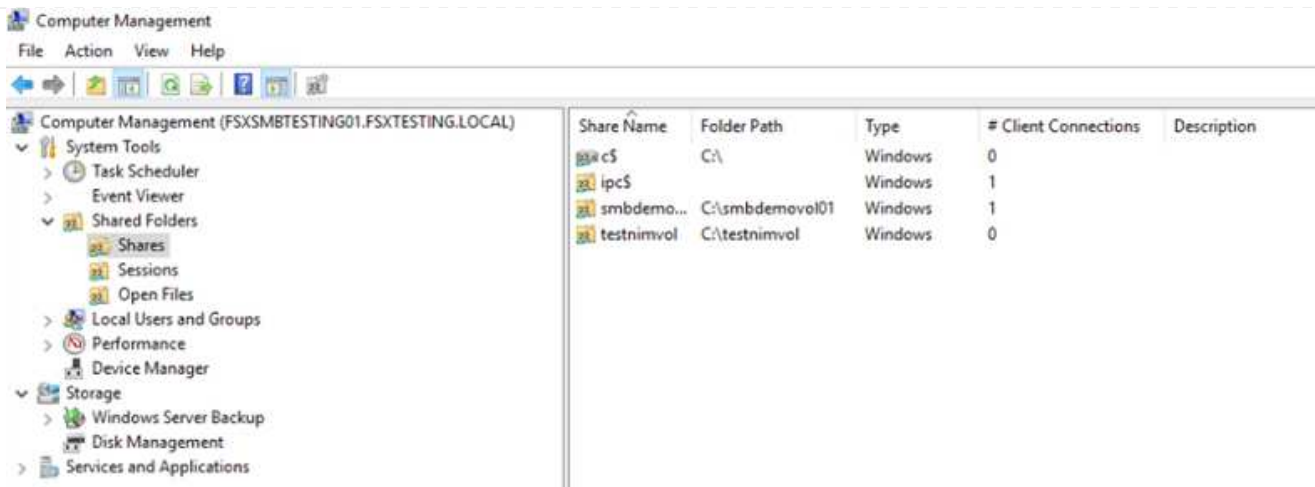 Computer Management
File Action View Help
Computer Management (FSXSMBTESTING01.FSXTESTING.LOCAL)
System Tools
Task Scheduler
Event Viewer
Shared Folders
Shares
Sessions
Open Files
Local Users and Groups
Performance
Device Manager
Storage
Windows Server Backup
Disk Management
Services and Applications
Share Name Folder Path Type # Client Connections Description
c$ C:\ Windows 0
ipc$ Windows 1
smbdemo... C:\smbdemovol01 Windows 1
testnimvol C:\testnimvol Windows 0